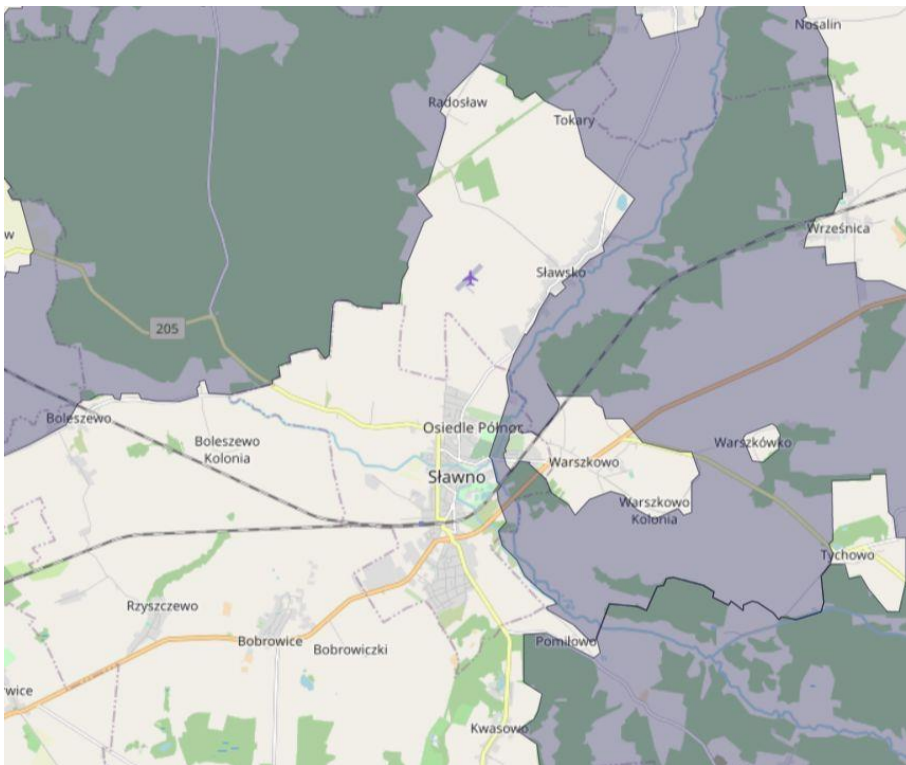 Nosalin
Radosław
Tokary
w
Wrześnica
Sławsko
205
Boleszewo
Osiedle Północ
Boleszewo
Kolonia
Warszkówko
Warszkowo
Sławno
Warszkowo
Kolonia
Tychowo
Rzyszczewo
Bobrowice
Pomiłowo
Bobrowiczki
wice
Kwasowo